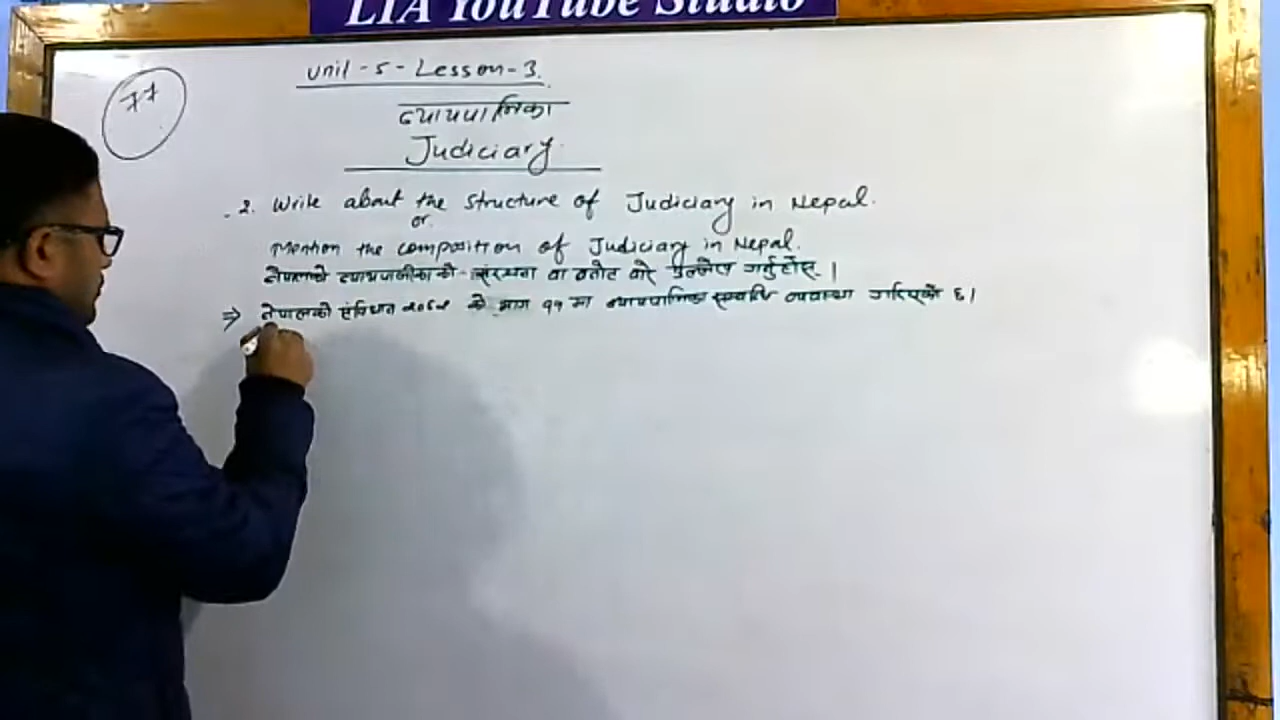 LIA YouTube Studio
77
Unit-5-Lesson-3.
न्यायपालिका
Judiciary
2. Write about the structure of Judiciary in Nepal.
or
Mention the composition of Judiciary in Nepal.
नेपालको न्यायपालिकाको संरचना वा बनोट बारे उल्लेख गर्नुहोस् ।
⇒ नेपालको संविधान २०७२ को भाग ११ मा न्यायपालिका सम्बन्धि व्यवस्था गरिएको छ।